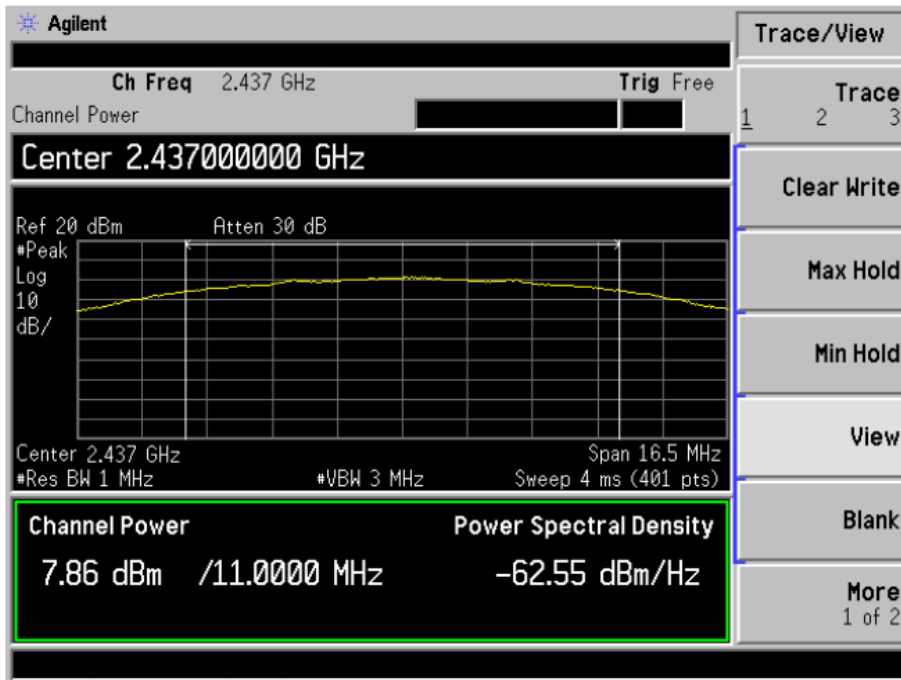 Agilent
Trace/View
Ch Freq 2.437 GHz Trig Free
Channel Power
Center 2.437000000 GHz
Ref 20 dBm Atten 30 dB
#Peak
Log
10
dB/
Center 2.437 GHz Span 16.5 MHz
#Res BW 1 MHz #VBW 3 MHz Sweep 4 ms (401 pts)
Channel Power Power Spectral Density
7.86 dBm /11.0000 MHz -62.55 dBm/Hz
Trace
1 2 3
Clear Write
Max Hold
Min Hold
View
Blank
More
1 of 2